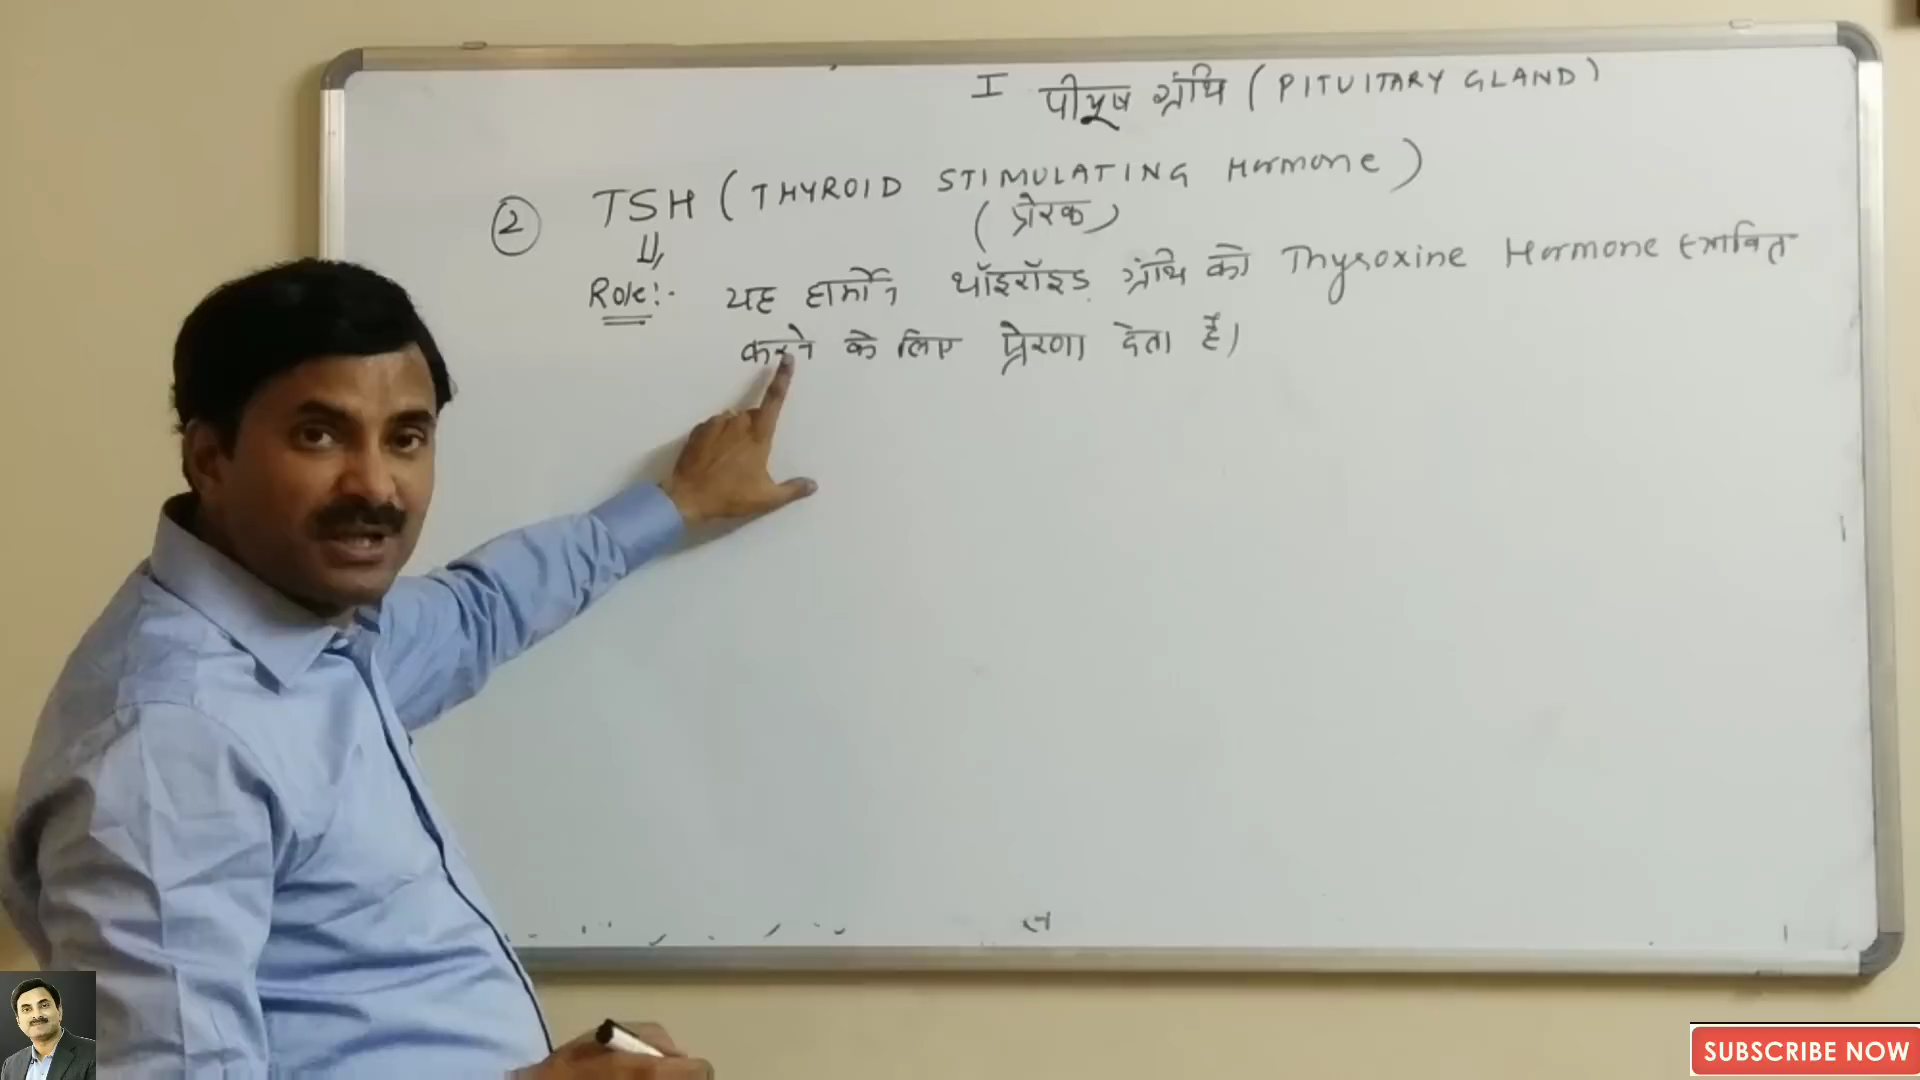 I पीयूष ग्रंथि (PITUITARY GLAND)
② TSH (THYROID STIMULATING Hormone)
(प्रेरक)
Role:- यह हार्मोन थॉइरॉइड ग्रंथि को Thyroxine Hormone स्त्रावित
करने के लिए प्रेरणा देता है।
SUBSCRIBE NOW